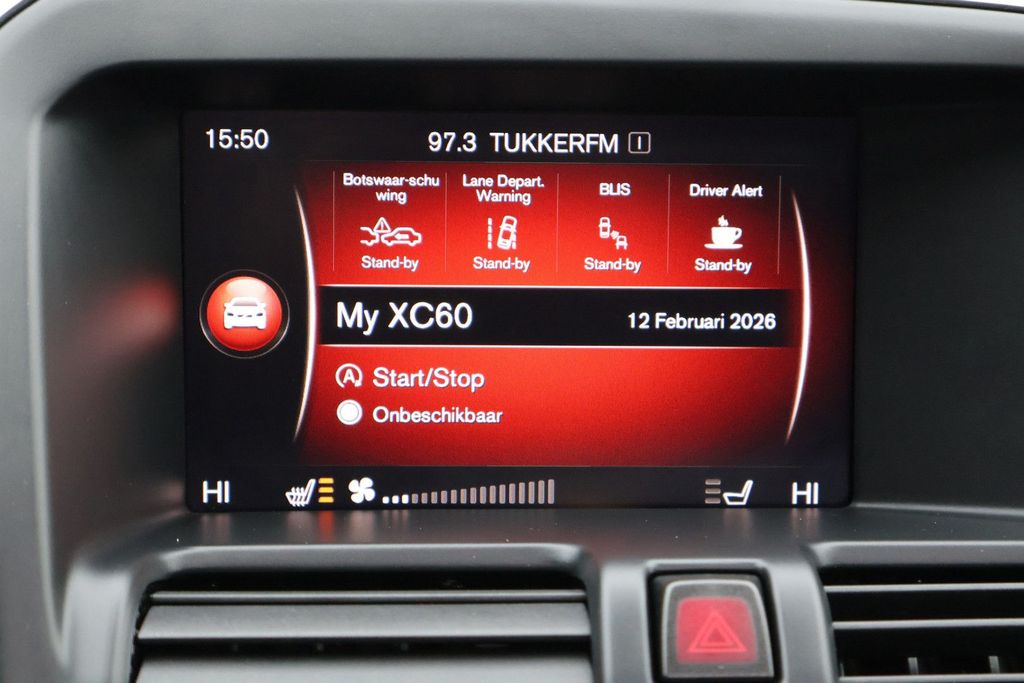 15:50
97.3 TUKKERFM I
Botswaar-schu
wing
Lane Depart.
Warning
BLIS
Driver Alert
Stand-by
Stand-by
Stand-by
Stand-by
My XC60
12 Februari 2026
A Start/Stop
Onbeschikbaar
HI
HI